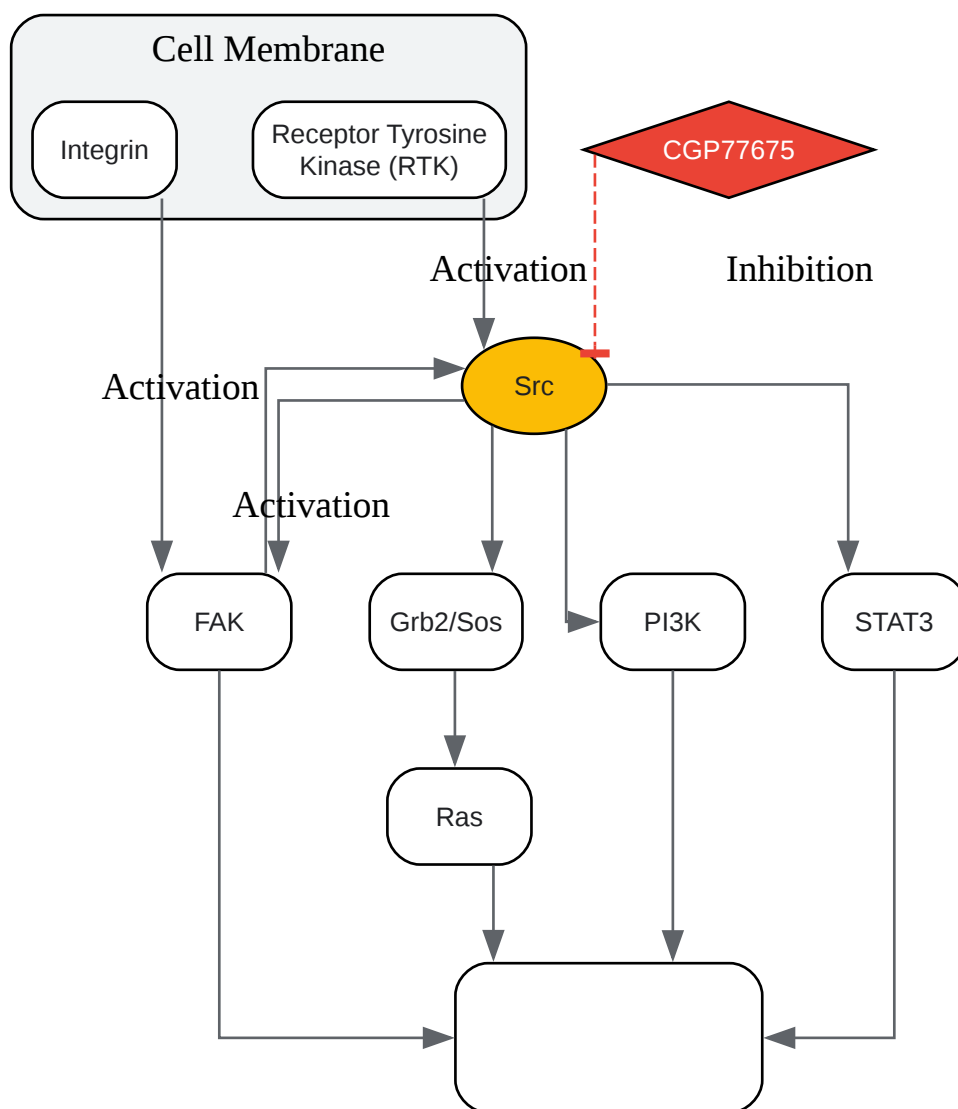 Cell Membrane
Integrin
Receptor Tyrosine
Kinase (RTK)
CGP77675
Activation
Inhibition
Src
Activation
Activation
FAK
Grb2/Sos
PI3K
STAT3
Ras